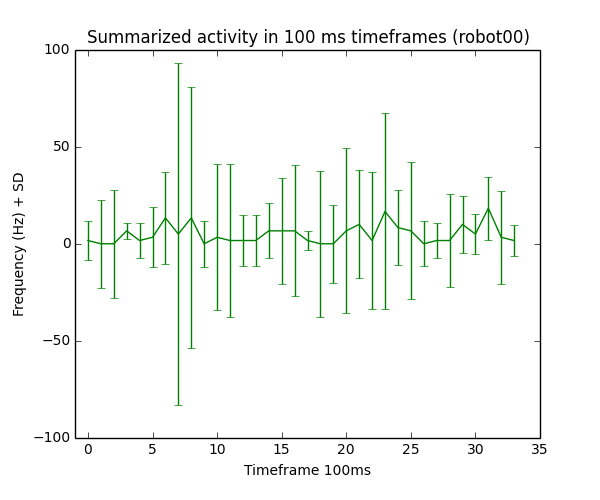 Summarized activity in 100 ms timeframes (robot00)
100
50
0
−50
−100
Frequency (Hz) + SD
0 5 10 15 20 25 30 35
Timeframe 100ms